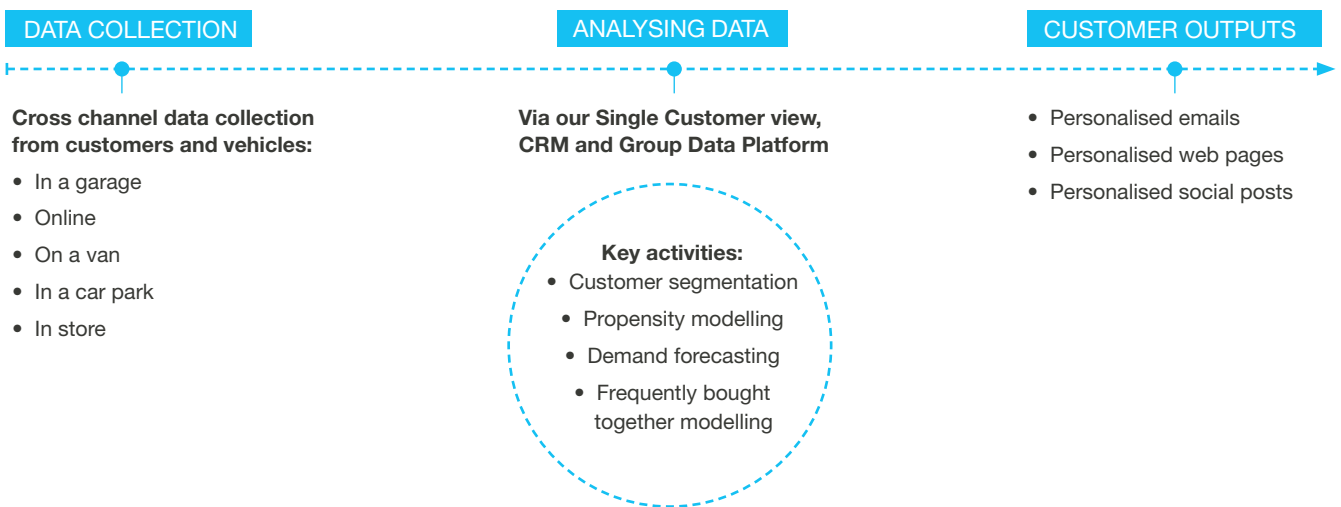 DATA COLLECTION
Cross channel data collection
from customers and vehicles:
• In a garage
• Online
• On a van
• In a car park
• In store
ANALYSING DATA
Via our Single Customer view,
CRM and Group Data Platform
Key activities:
• Customer segmentation
• Propensity modelling
• Demand forecasting
• Frequently bought
together modelling
CUSTOMER OUTPUTS
• Personalised emails
• Personalised web pages
• Personalised social posts